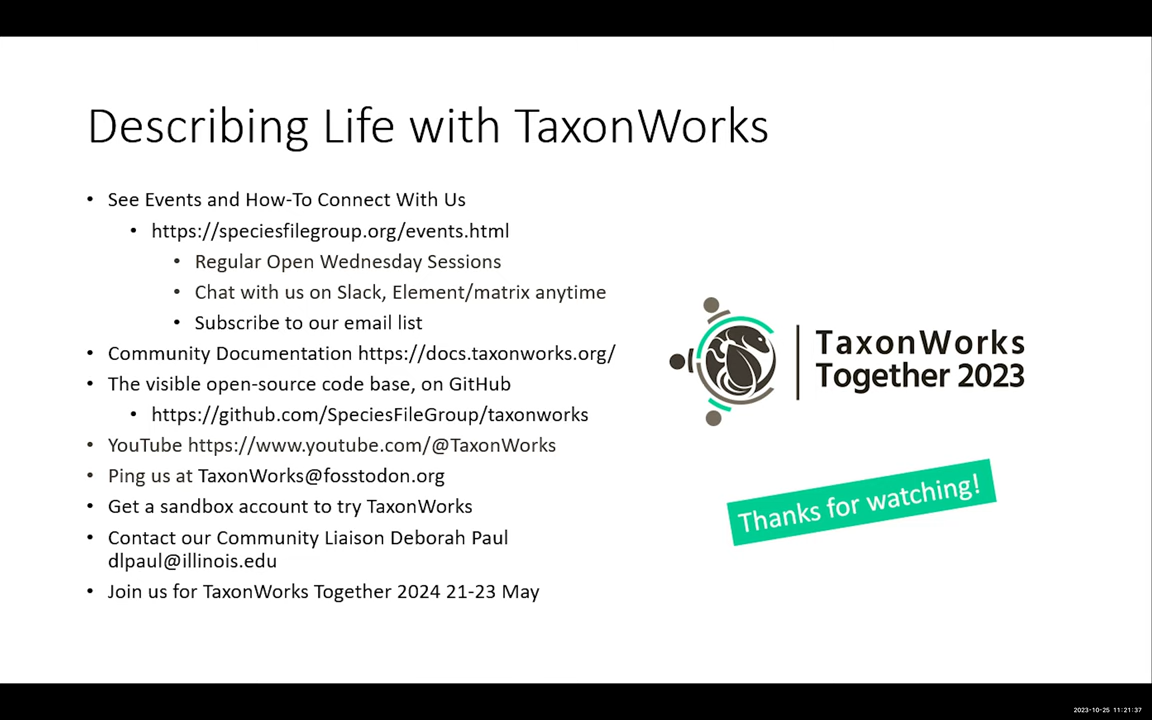 Describing Life with TaxonWorks
• See Events and How-To Connect With Us
• https://speciesfilegroup.org/events.html
• Regular Open Wednesday Sessions
• Chat with us on Slack, Element/matrix anytime
• Subscribe to our email list
• Community Documentation https://docs.taxonworks.org/
• The visible open-source code base, on GitHub
• https://github.com/SpeciesFileGroup/taxonworks
• YouTube https://www.youtube.com/@TaxonWorks
• Ping us at TaxonWorks@fosstodon.org
• Get a sandbox account to try TaxonWorks
• Contact our Community Liaison Deborah Paul
dlpaul@illinois.edu
• Join us for TaxonWorks Together 2024 21-23 May
TaxonWorks
Together 2023
Thanks for watching!
2023-10-25 11:21:37